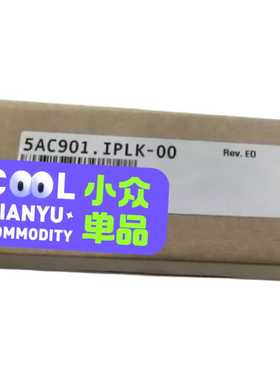 5AC901.IPLK-00
Rev. E0
COOL
小众
XIANYU
单品
COMMODITY